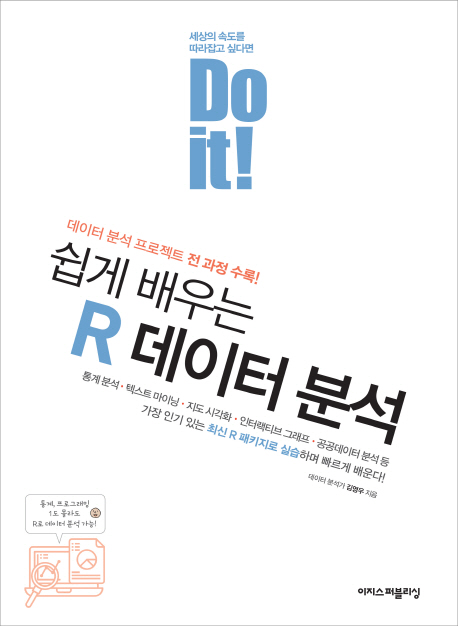 세상의 속도를
따라잡고 싶다면
Do
it!
데이터 분석 프로젝트 전 과정 수록!
쉽게 배우는
R 데이터 분석
통계 분석 · 텍스트 마이닝 · 지도 시각화 · 인터랙티브 그래프 · 공공데이터 분석 등
가장 인기 있는 최신 R 패키지로 실습하며 빠르게 배운다!
데이터 분석가 김영우 지음
통계, 프로그래밍
1도 몰라도
R로 데이터 분석 가능!
이지스퍼블리싱